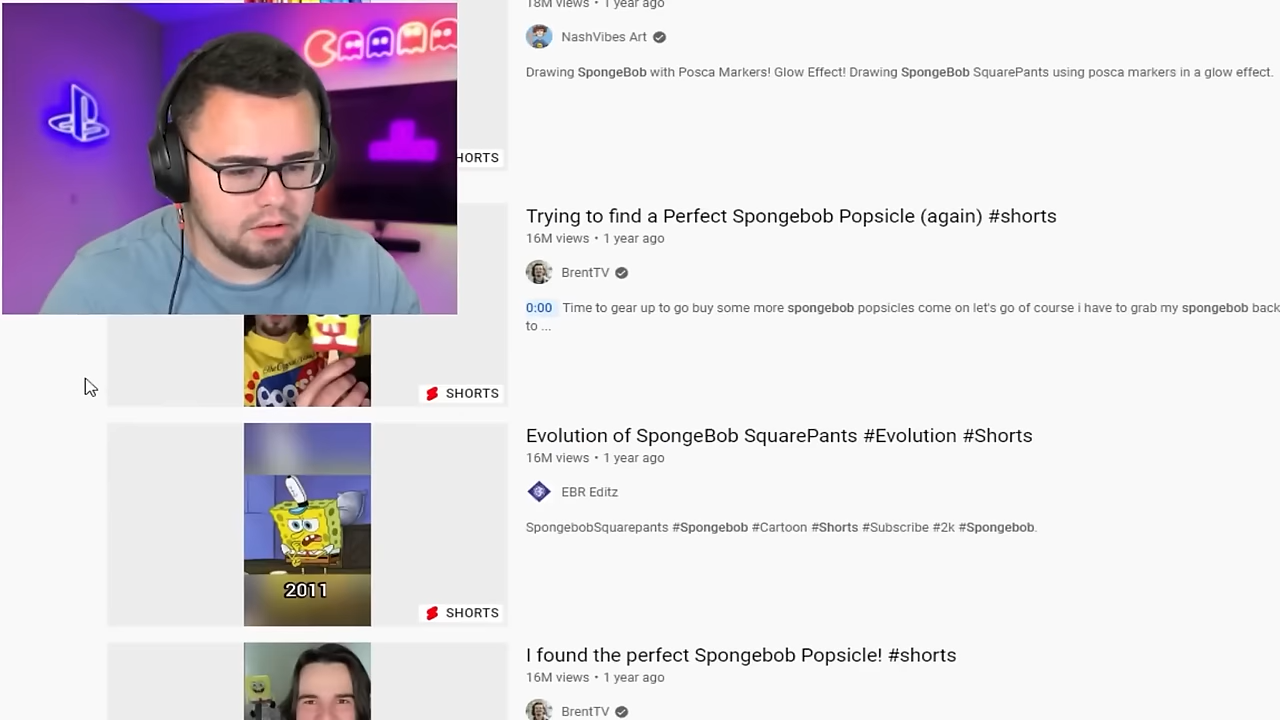 18M views • 1 year ago
NashVibes Art
Drawing SpongeBob with Posca Markers! Glow Effect! Drawing SpongeBob SquarePants using posca markers in a glow effect.
HORTS
Trying to find a Perfect Spongebob Popsicle (again) #shorts
16M views • 1 year ago
BrentTV
0:00 Time to gear up to go buy some more spongebob popsicles come on let's go of course i have to grab my spongebob back
to ...
SHORTS
Evolution of SpongeBob SquarePants #Evolution #Shorts
16M views • 1 year ago
EBR Editz
SpongebobSquarepants #Spongebob #Cartoon #Shorts #Subscribe #2k #Spongebob.
2011
SHORTS
I found the perfect Spongebob Popsicle! #shorts
16M views • 1 year ago
BrentTV